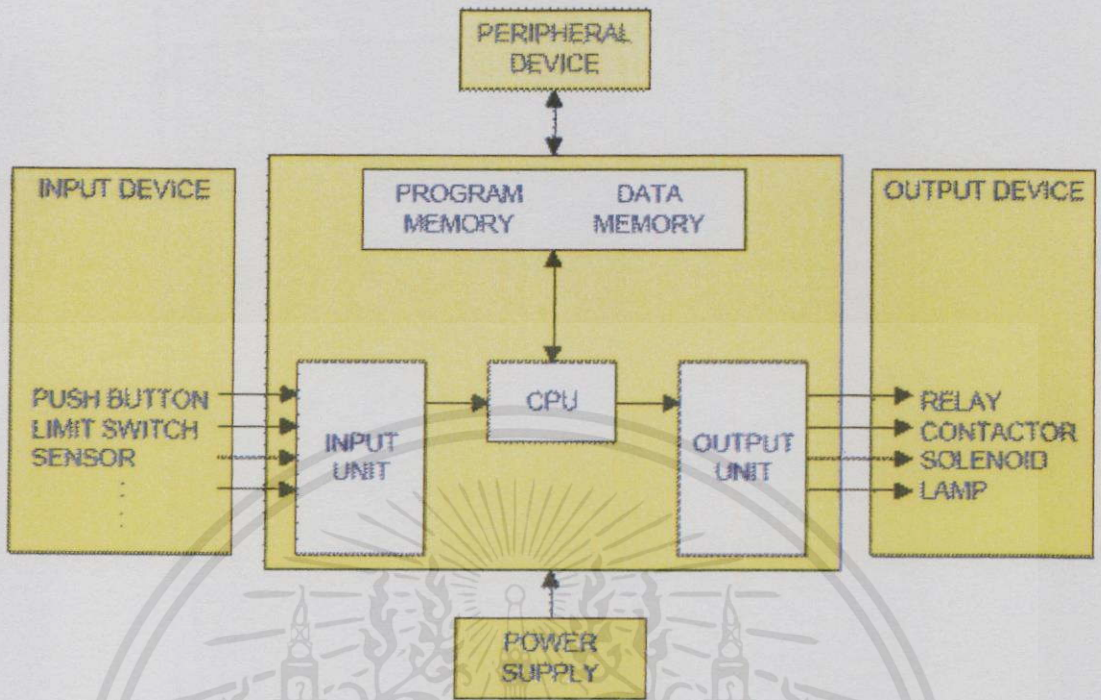 PERIPHERAL
DEVICE
INPUT DEVICE
PUSH BUTTON
LIMIT SWITCH
SENSOR
PROGRAM
MEMORY
DATA
MEMORY
INPUT
UNIT
CPU
OUTPUT
UNIT
OUTPUT DEVICE
RELAY
CONTACTOR
SOLENOID
LAMP
POWER
SUPPLY